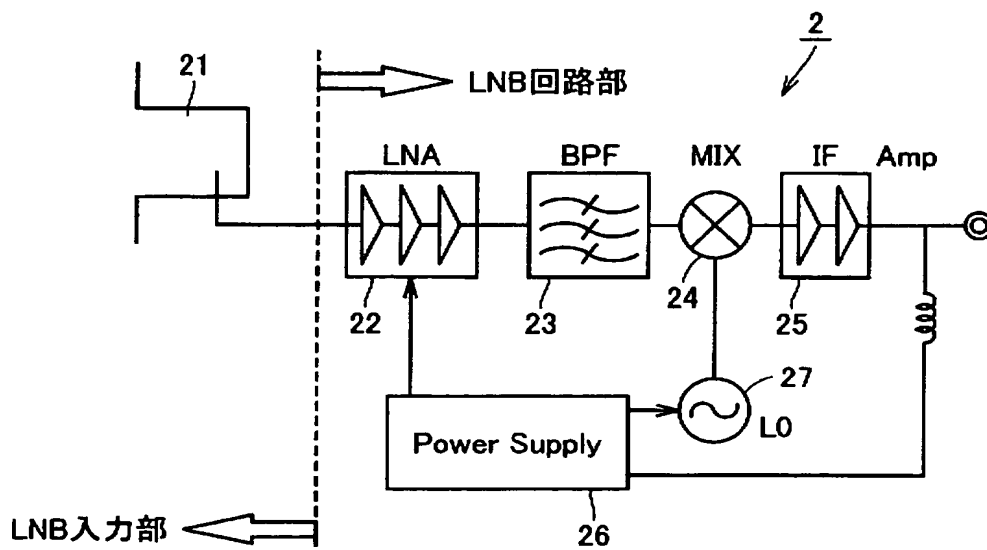 2
21
LNB回路部
LNA
BPF
MIX
IF Amp
22
23
24
25
27
LO
Power Supply
26
LNB入力部